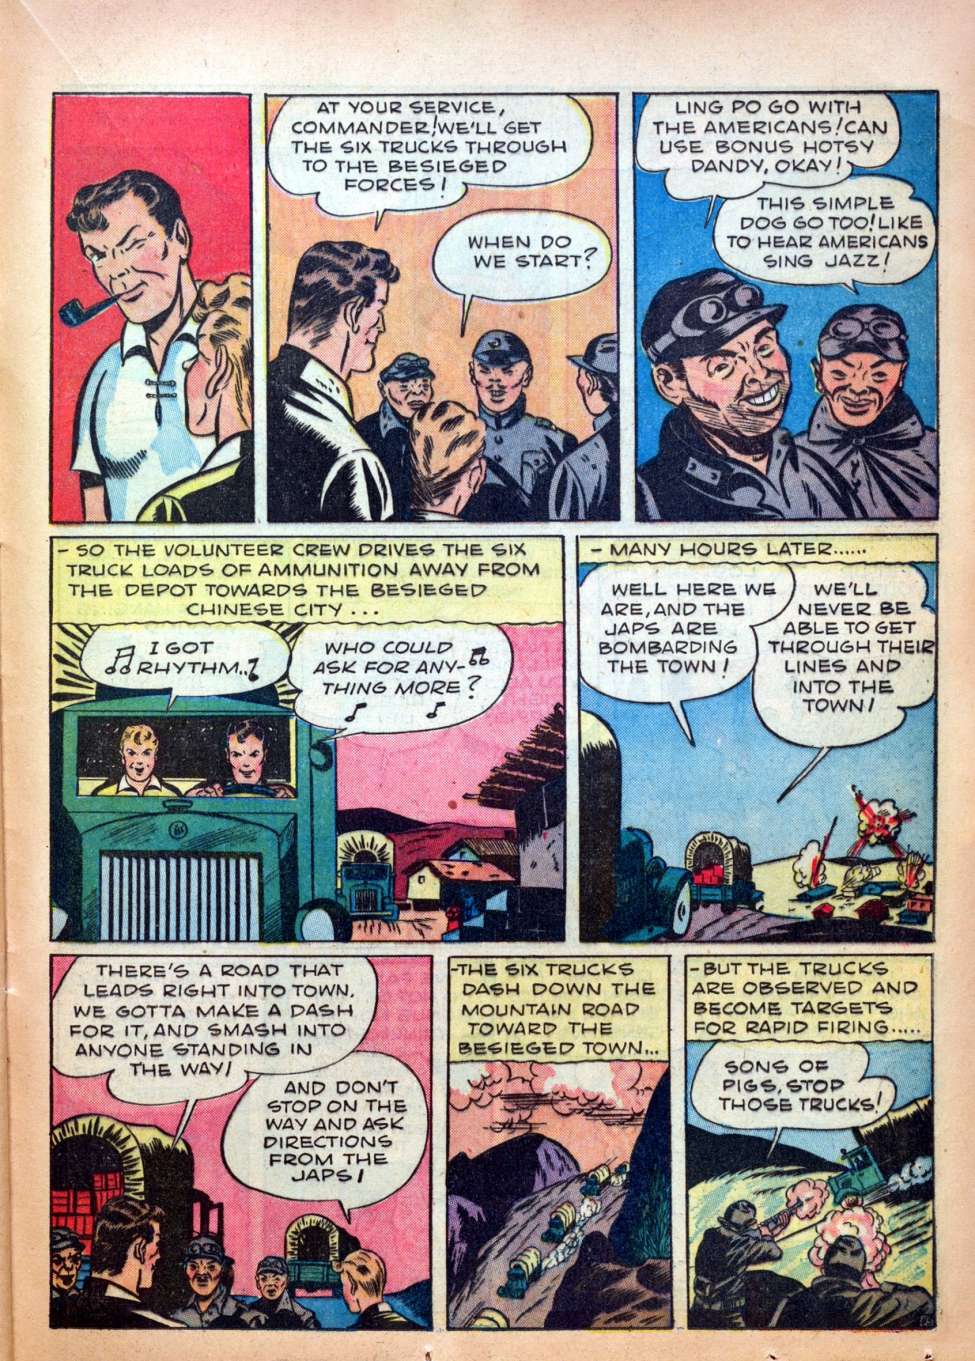 AT YOUR SERVICE,
COMMANDER! WE'LL GET
THE SIX TRUCKS THROUGH
TO THE BESIEGED
FORCES!
WHEN DO
WE START?
LING PO GO WITH
THE AMERICANS! CAN
USE BONUS HOTSY
DANDY, OKAY!
THIS SIMPLE
DOG GO TOO! LIKE
TO HEAR AMERICANS
SING JAZZ!
- SO THE VOLUNTEER CREW DRIVES THE SIX
TRUCK LOADS OF AMMUNITION AWAY FROM
THE DEPOT TOWARDS THE BESIEGED
CHINESE CITY ...
I GOT
RHYTHM..
WHO COULD
ASK FOR ANY-
THING MORE?
- MANY HOURS LATER......
WELL HERE WE
ARE, AND THE
JAPS ARE
BOMBARDING
THE TOWN!
WE'LL
NEVER BE
ABLE TO GET
THROUGH THEIR
LINES AND
INTO THE
TOWN!
THERE'S A ROAD THAT
LEADS RIGHT INTO TOWN.
WE GOTTA MAKE A DASH
FOR IT, AND SMASH INTO
ANYONE STANDING IN
THE WAY!
AND DON'T
STOP ON THE
WAY AND ASK
DIRECTIONS
FROM THE
JAPS!
-THE SIX TRUCKS
DASH DOWN THE
MOUNTAIN ROAD
TOWARD THE
BESIEGED TOWN...
-BUT THE TRUCKS
ARE OBSERVED AND
BECOME TARGETS
FOR RAPID FIRING.....
SONS OF
PIGS, STOP
THOSE TRUCKS!